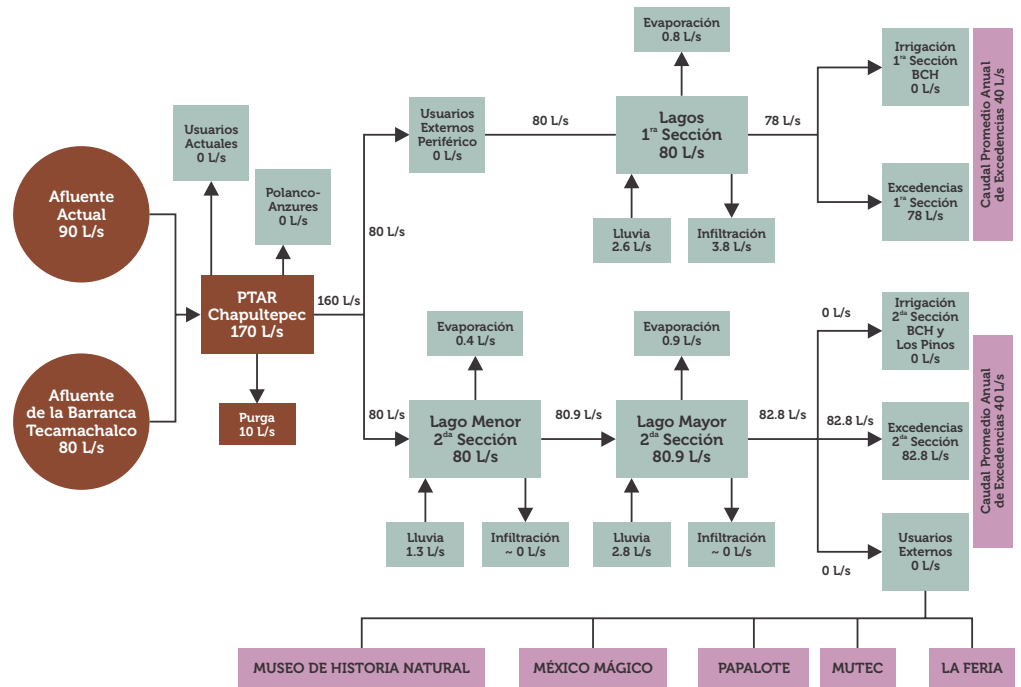 Afluente
Actual
90 L/s
Afluente
de la Barranca
Tecamachalco
80 L/s
Usuarios
Actuales
0 L/s
Polanco-
Anzures
0 L/s
PTAR
Chapultepec
170 L/s
Purga
10 L/s
160 L/s
80 L/s
Usuarios
Externos
Periférico
0 L/s
80 L/s
Evaporación
0.8 L/s
Lagos
1ra Sección
80 L/s
Lluvia
2.6 L/s
Infiltración
3.8 L/s
78 L/s
Irrigación
1ra Sección
BCH
0 L/s
Excedencias
1ra Sección
78 L/s
Caudal Promedio Anual
de Excedencias 40 L/s
80 L/s
Evaporación
0.4 L/s
Lago Menor
2da Sección
80 L/s
Lluvia
1.3 L/s
Infiltración
~ 0 L/s
80.9 L/s
Evaporación
0.9 L/s
Lago Mayor
2da Sección
80.9 L/s
Lluvia
2.8 L/s
Infiltración
~ 0 L/s
82.8 L/s
0 L/s
Irrigación
2da Sección
BCH y
Los Pinos
0 L/s
82.8 L/s
Excedencias
2da Sección
82.8 L/s
0 L/s
Usuarios
Externos
0 L/s
Caudal Promedio Anual
de Excedencias 40 L/s
MUSEO DE HISTORIA NATURAL
MÉXICO MÁGICO
PAPALOTE
MUTEC
LA FERIA